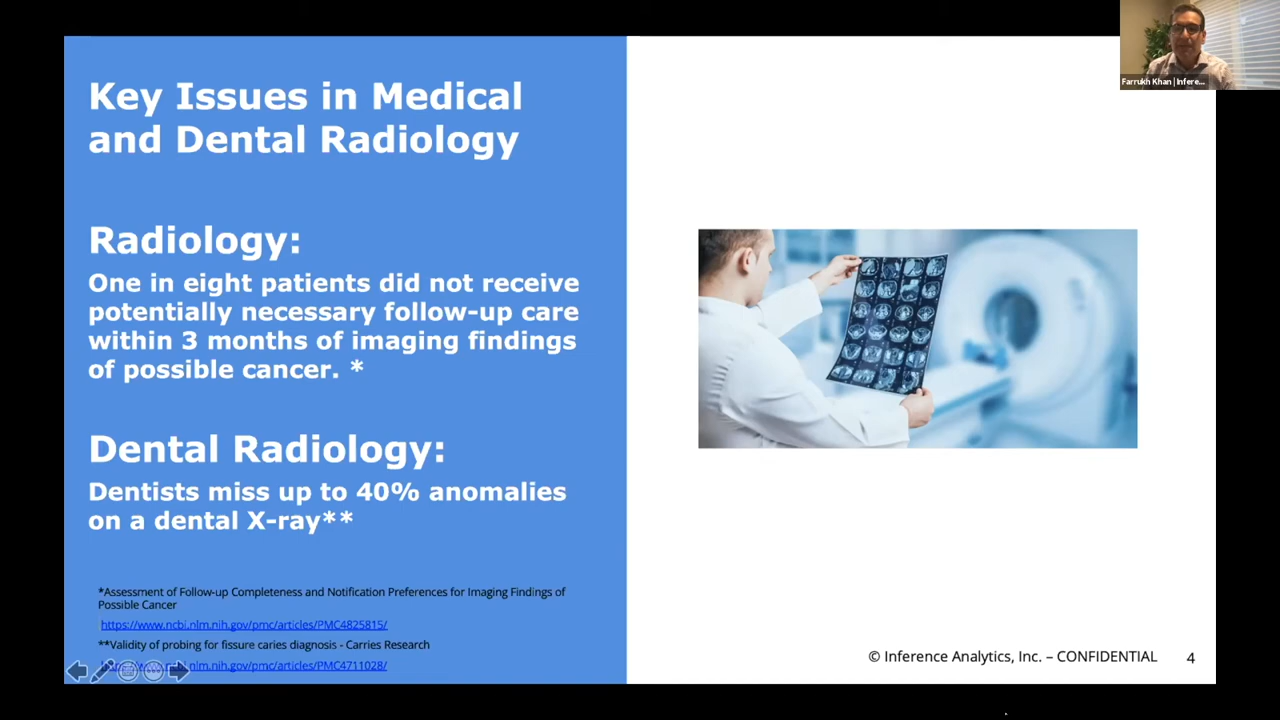 Key Issues in Medical
and Dental Radiology
Radiology:
One in eight patients did not receive
potentially necessary follow-up care
within 3 months of imaging findings
of possible cancer. *
Dental Radiology:
Dentists miss up to 40% anomalies
on a dental X-ray**
*Assessment of Follow-up Completeness and Notification Preferences for Imaging Findings of
Possible Cancer
https://www.ncbi.nlm.nih.gov/pmc/articles/PMC4825815/
**Validity of probing for fissure caries diagnosis - Carries Research
nlm.nih.gov/pmc/articles/PMC4711028/
© Inference Analytics, Inc. – CONFIDENTIAL
4
Farrukh Khan | Infere...